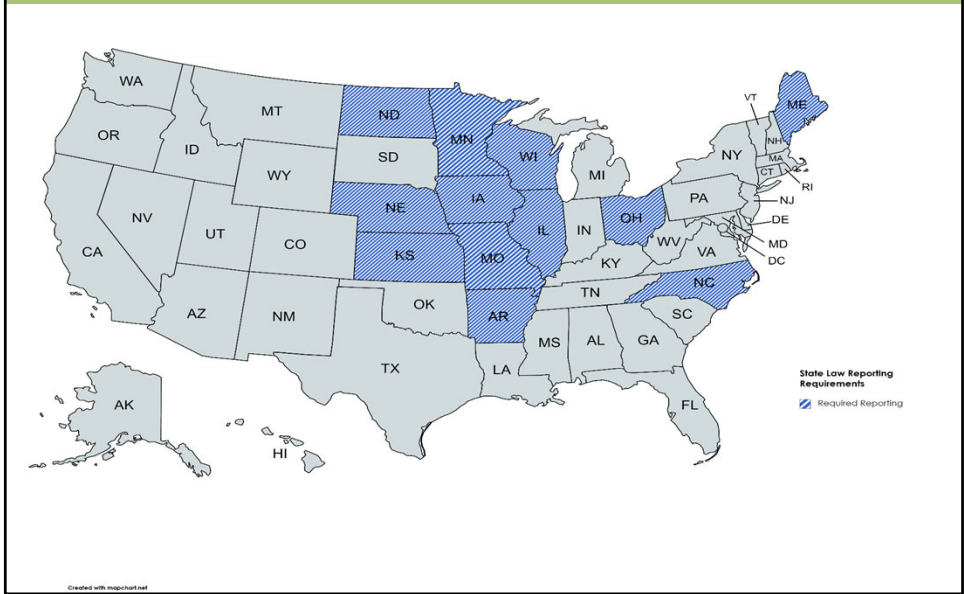 WA
MT
ND
MN
OR
ID
WY
SD
WI
MI
NY
VT
ME
NH
MA
CT
RI
NJ
PA
DE
MD
DC
NV
UT
CO
NE
IA
IL
IN
OH
WV
VA
CA
KS
MO
KY
NC
AZ
NM
OK
AR
TN
SC
TX
LA
MS
AL
GA
FL
AK
HI
State Law Reporting
Requirements
Required Reporting
Created with mapchart.net